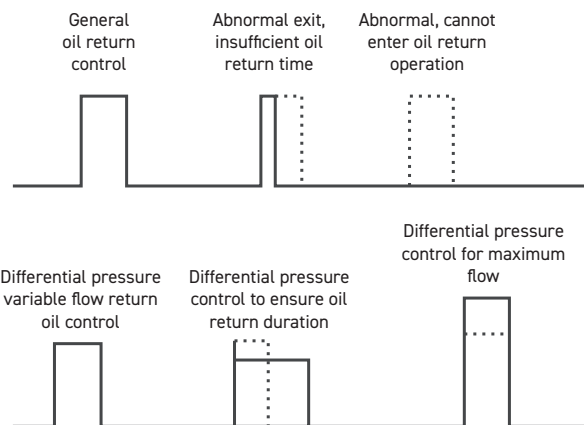 General
oil return
control
Abnormal exit,
insufficient oil
return time
Abnormal, cannot
enter oil return
operation
Differential pressure
variable flow return
oil control
Differential pressure
control to ensure oil
return duration
Differential pressure
control for maximum
flow